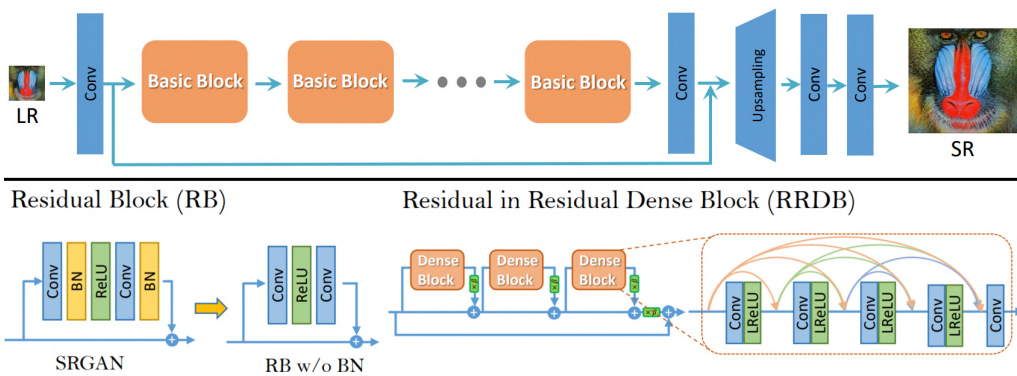 LR
Conv
Basic Block
Basic Block
Basic Block
Conv
Upsampling
Conv
Conv
SR
Residual Block (RB)
Conv
BN
ReLU
Conv
BN
SRGAN
Conv
ReLU
Conv
RB w/o BN
Residual in Residual Dense Block (RRDB)
Dense
Block
×β
Dense
Block
×β
Dense
Block
×β
×β
Conv
LReLU
Conv
LReLU
Conv
LReLU
Conv
LReLU
Conv